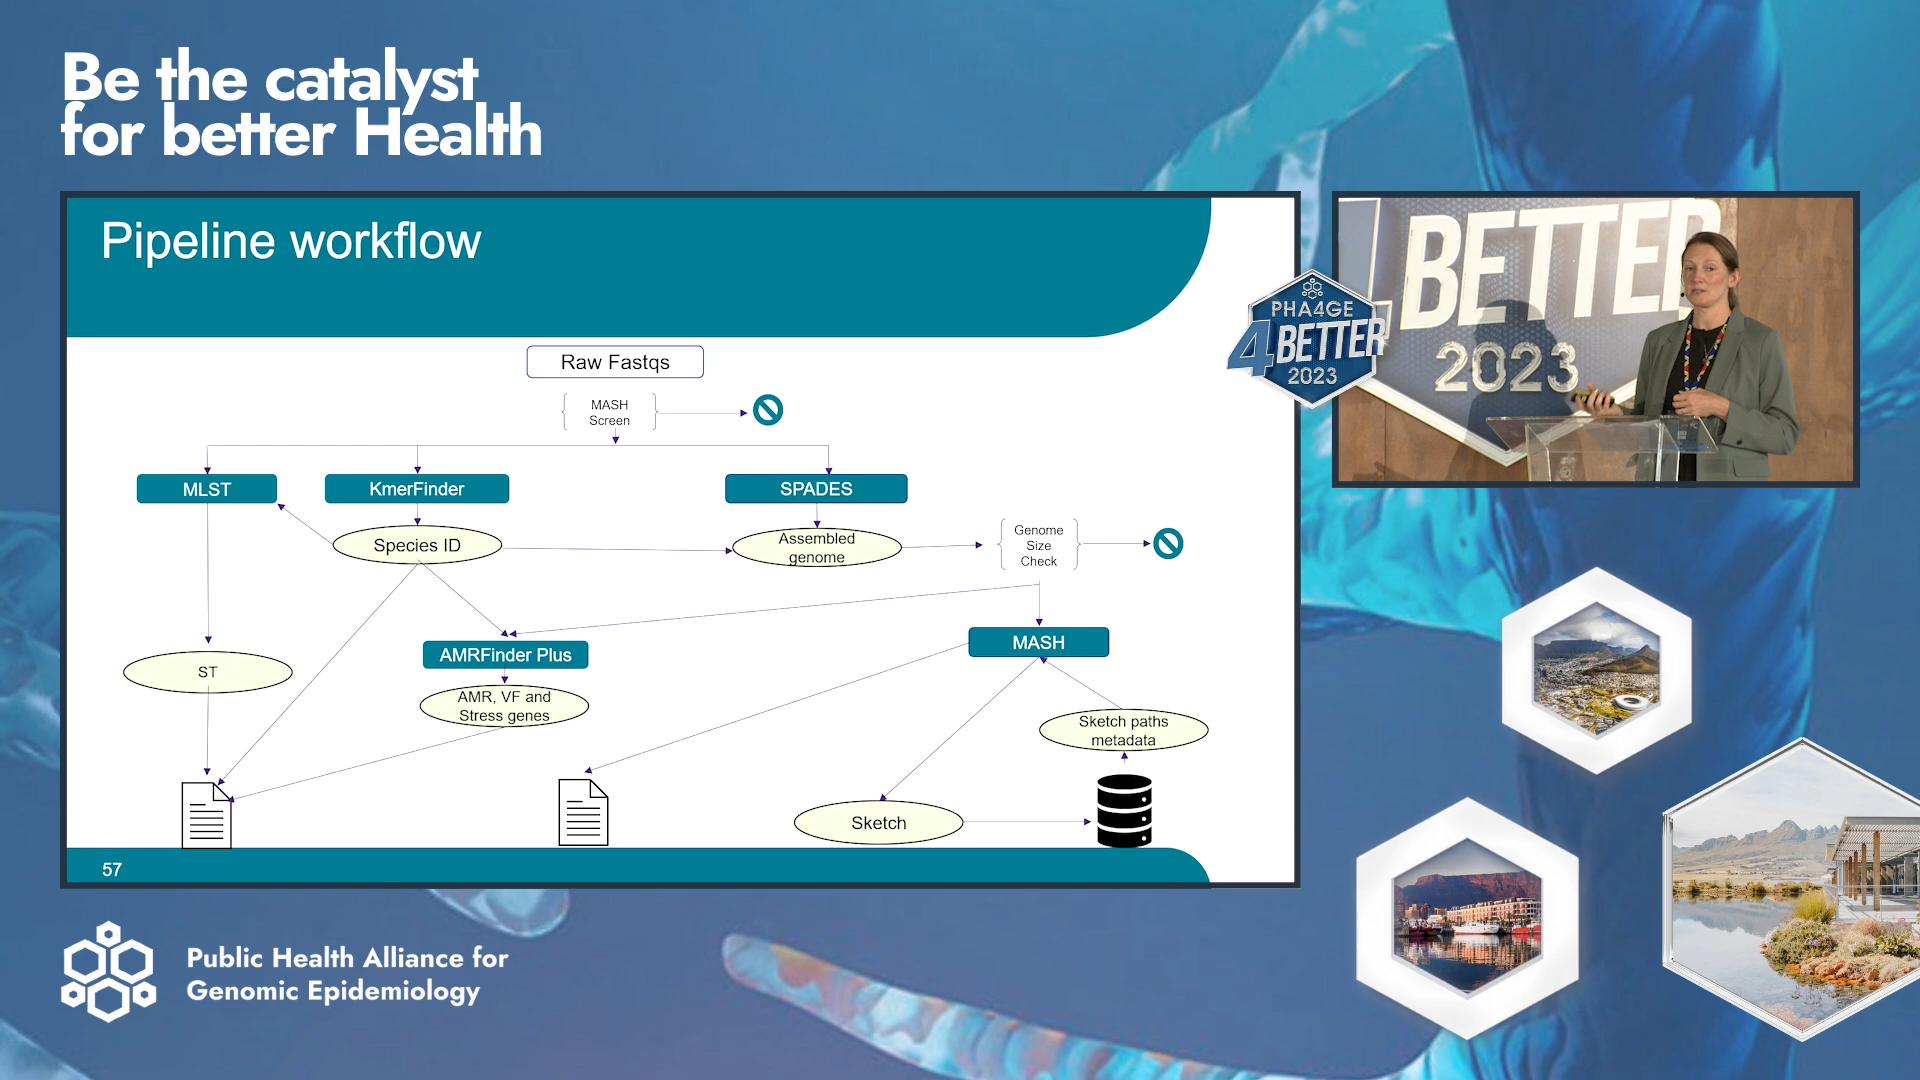 Be the catalyst
for better Health
Pipeline workflow
Raw Fastqs
MASH
Screen
MLST
KmerFinder
SPADES
Species ID
Assembled
genome
Genome
Size
Check
AMRFinder Plus
MASH
ST
AMR, VF and
Stress genes
Sketch paths
metadata
Sketch
57
PHA4GE
4 BETTER
2023
BETTER
2023
Public Health Alliance for
Genomic Epidemiology